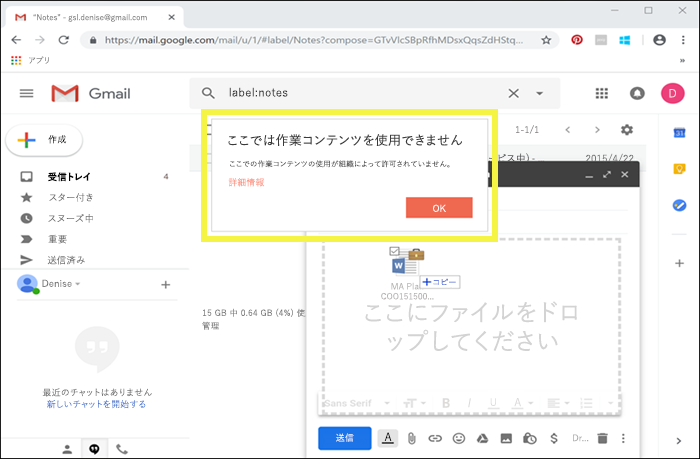 "Notes" - gsl.denise@gmail.com
https://mail.google.com/mail/u/1/#label/Notes?compose=GTvVlcSBpRfhMDsxQqsZdHStq...
アプリ
Gmail
label:notes
D
作成
ここでは作業コンテンツを使用できません
1-1/1
ここでの作業コンテンツの使用が組織によって許可されていません。
ービス中) -
2015/4/22
詳細情報
OK
受信トレイ 4
スター付き
スヌーズ中
重要
送信済み
Denise
MA Pla
COO151500...
コピー
15 GB 中 0.64 GB (4%) 使
管理
ここにファイルをドロ
ップしてください
最近のチャットはありません
新しいチャットを開始する
Sans Serif
送信
Dr...